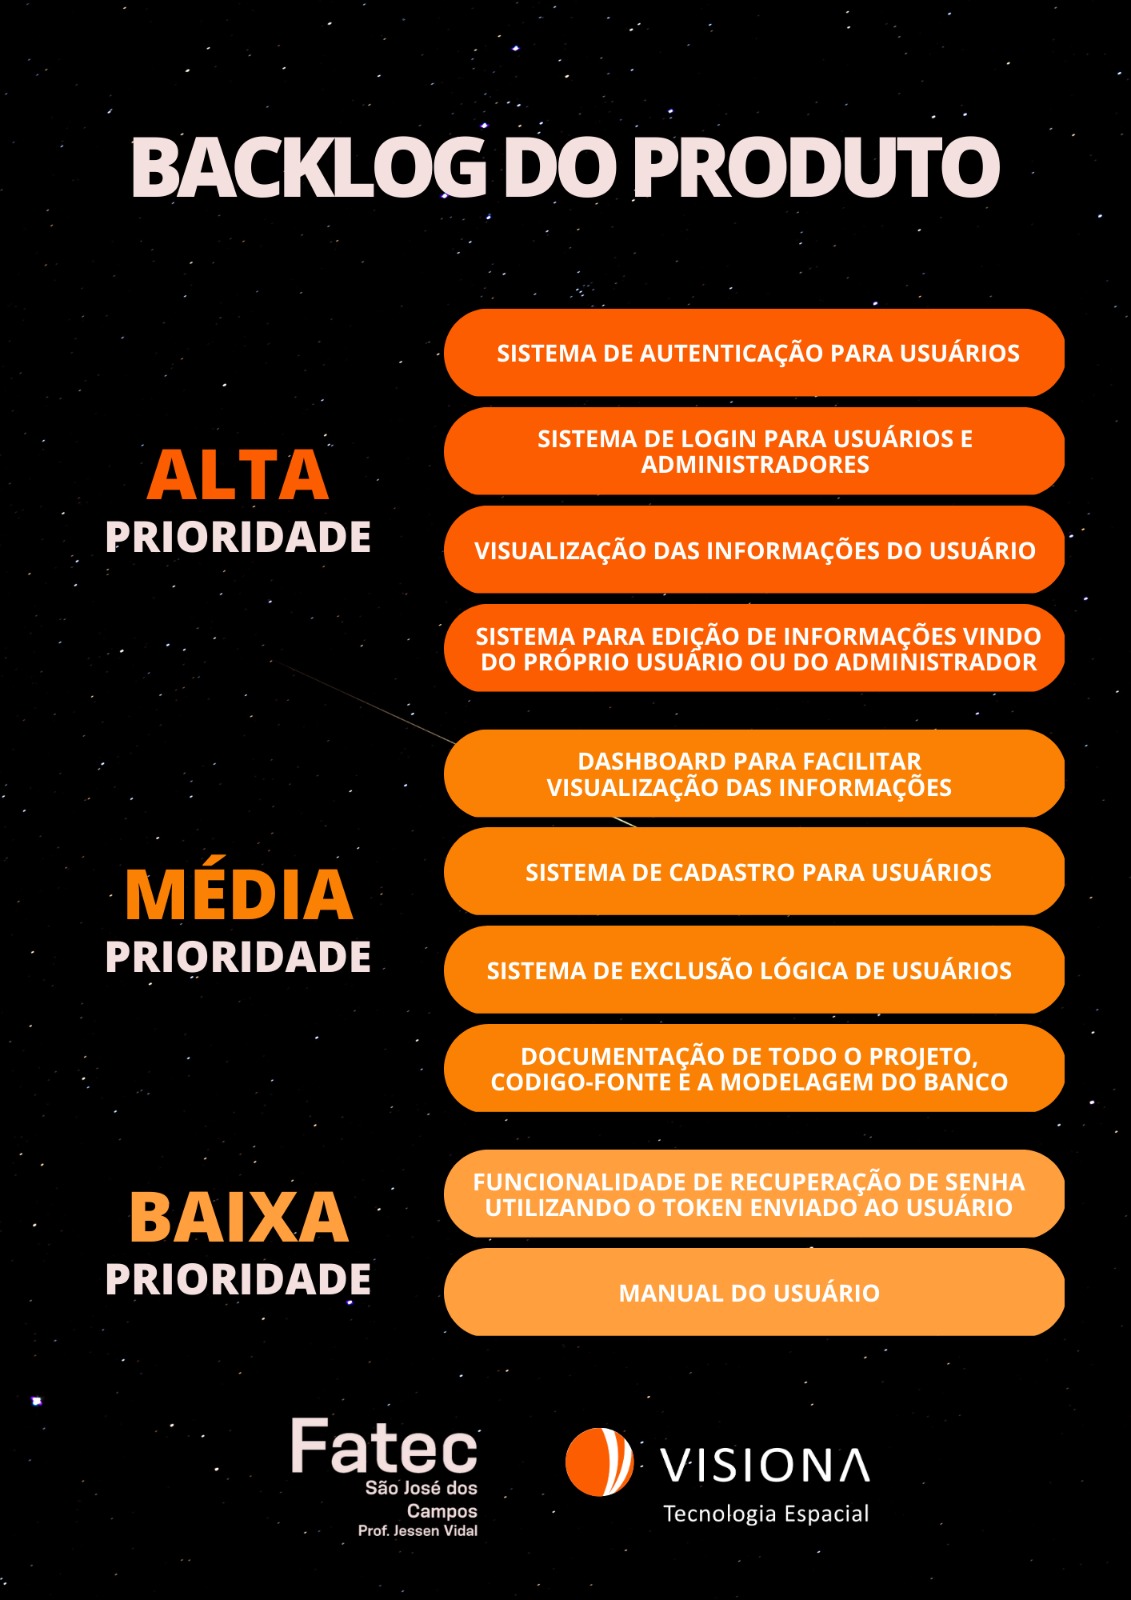 BACKLOG DO PRODUTO
ALTA
PRIORIDADE
SISTEMA DE AUTENTICAÇÃO PARA USUÁRIOS
SISTEMA DE LOGIN PARA USUÁRIOS E
ADMINISTRADORES
VISUALIZAÇÃO DAS INFORMAÇÕES DO USUÁRIO
SISTEMA PARA EDIÇÃO DE INFORMAÇÕES VINDO
DO PRÓPRIO USUÁRIO OU DO ADMINISTRADOR
MÉDIA
PRIORIDADE
DASHBOARD PARA FACILITAR
VISUALIZAÇÃO DAS INFORMAÇÕES
SISTEMA DE CADASTRO PARA USUÁRIOS
SISTEMA DE EXCLUSÃO LÓGICA DE USUÁRIOS
DOCUMENTAÇÃO DE TODO O PROJETO,
CODIGO-FONTE E A MODELAGEM DO BANCO
BAIXA
PRIORIDADE
FUNCIONALIDADE DE RECUPERAÇÃO DE SENHA
UTILIZANDO O TOKEN ENVIADO AO USUÁRIO
MANUAL DO USUÁRIO
Fatec
São José dos
Campos
Prof. Jessen Vidal
VISIONA
Tecnologia Espacial